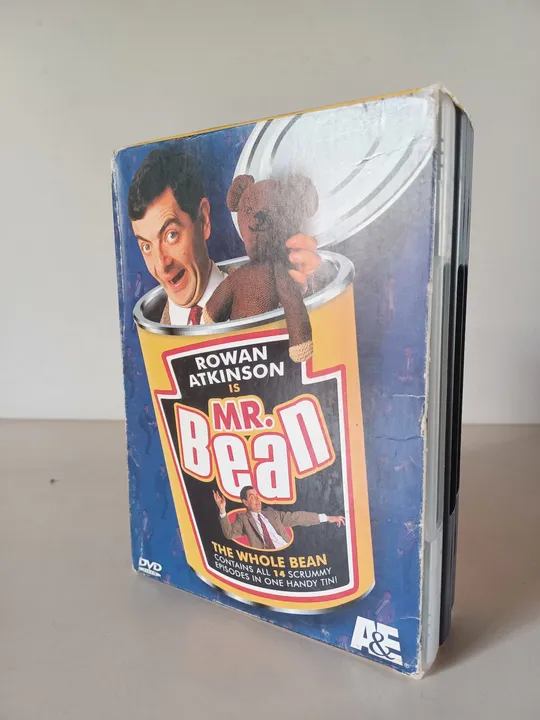 ROWAN
ATKINSON
IS
MR.
Bean
THE WHOLE BEAN
CONTAINS ALL 14 SCRUMMY
EPISODES IN ONE HANDY TIN!
DVD
A&E